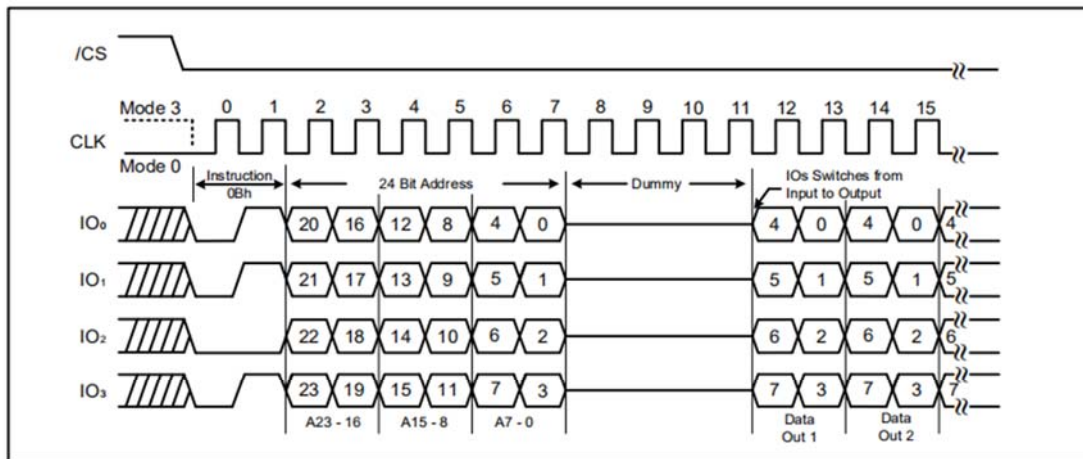 /CS
Mode 3 0 1 2 3 4 5 6 7 8 9 10 11 12 13 14 15
CLK
Mode 0
Instruction
0Bh
24 Bit Address
Dummy
IOs Switches from
Input to Output
IO₀ 20 16 12 8 4 0 4 0 4 0 4
IO₁ 21 17 13 9 5 1 5 1 5 1 5
IO₂ 22 18 14 10 6 2 6 2 6 2 6
IO₃ 23 19 15 11 7 3 7 3 7 3 7
A23 - 16 A15 - 8 A7 - 0
Data
Out 1
Data
Out 2